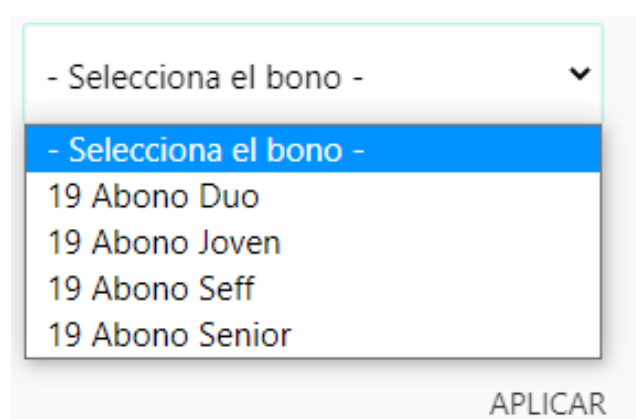 - Selecciona el bono -
- Selecciona el bono -
19 Abono Duo
19 Abono Joven
19 Abono Seff
19 Abono Senior
APLICAR